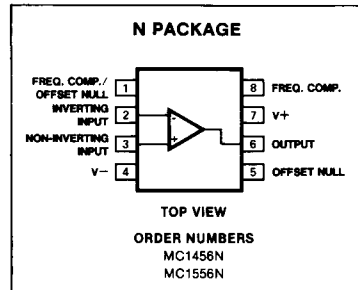 N PACKAGE
FREQ. COMP./
OFFSET NULL
1
8
FREQ. COMP.
INVERTING
INPUT
2
-
7
V+
NON-INVERTING
INPUT
3
+
6
OUTPUT
V−
4
5
OFFSET NULL
TOP VIEW
ORDER NUMBERS
MC1456N
MC1556N